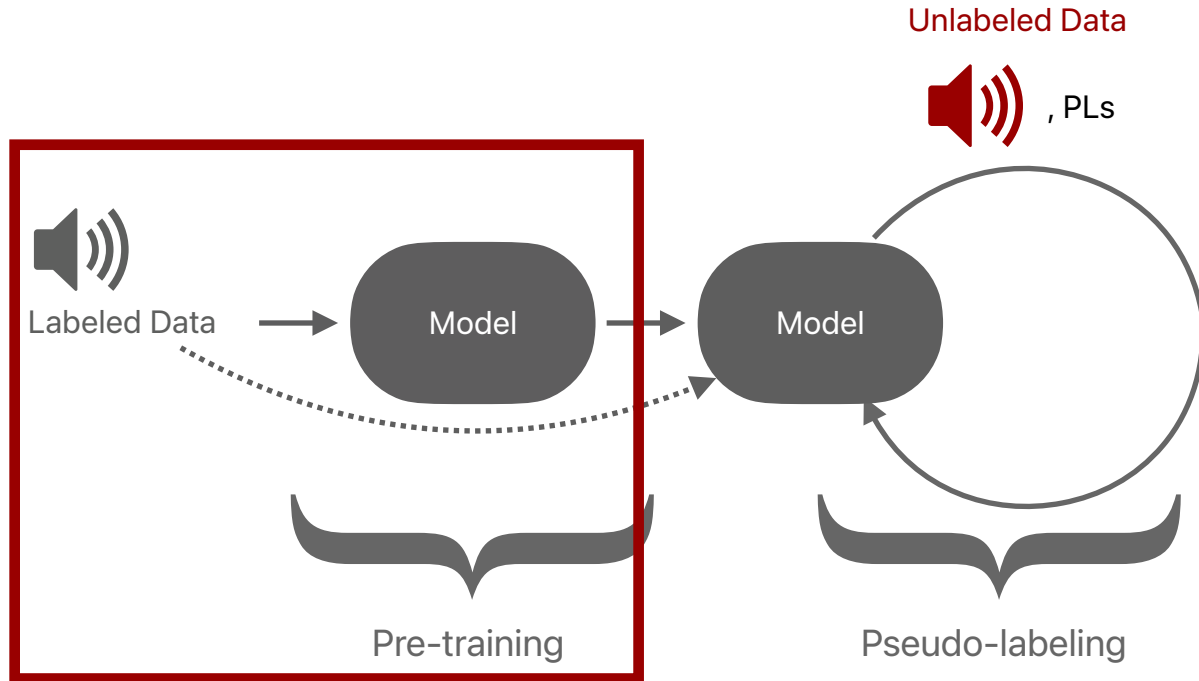 Unlabeled Data
, PLs
Labeled Data
Model
Model
Pre-training
Pseudo-labeling